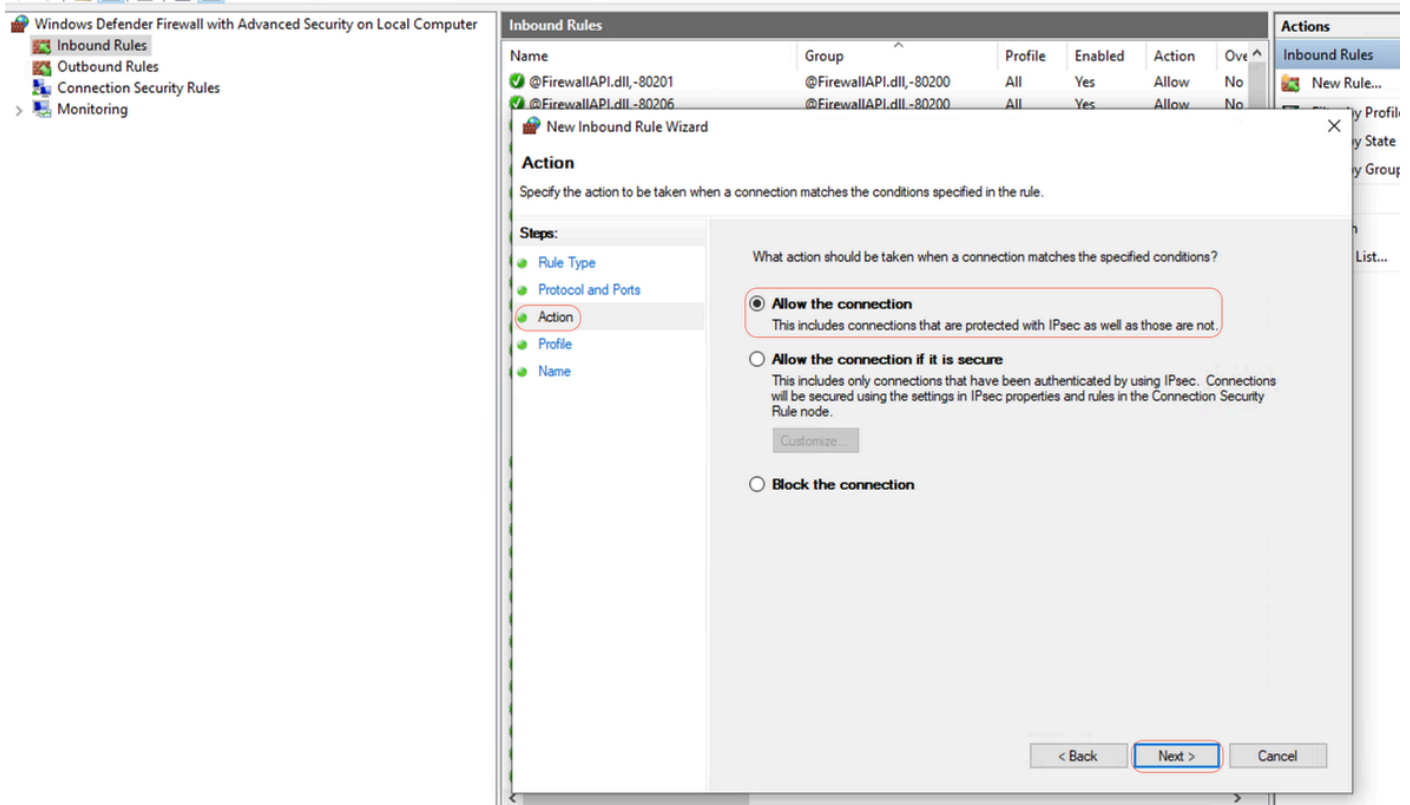 Windows Defender Firewall with Advanced Security on Local Computer
Inbound Rules
Outbound Rules
Connection Security Rules
Monitoring
Inbound Rules
Name Group Profile Enabled Action Ove
@FirewallAPI.dll,-80201 @FirewallAPI.dll,-80200 All Yes Allow No
@FirewallAPI.dll,-80206 @FirewallAPI.dll,-80200 All Yes Allow No
New Inbound Rule Wizard
Action
Specify the action to be taken when a connection matches the conditions specified in the rule.
Steps:
Rule Type
Protocol and Ports
Action
Profile
Name
What action should be taken when a connection matches the specified conditions?
Allow the connection
This includes connections that are protected with IPsec as well as those are not.
Allow the connection if it is secure
This includes only connections that have been authenticated by using IPsec. Connections
will be secured using the settings in IPsec properties and rules in the Connection Security
Rule node.
Customize...
Block the connection
< Back Next > Cancel
Actions
Inbound Rules
New Rule...
by Profil
y State
y Group
List...